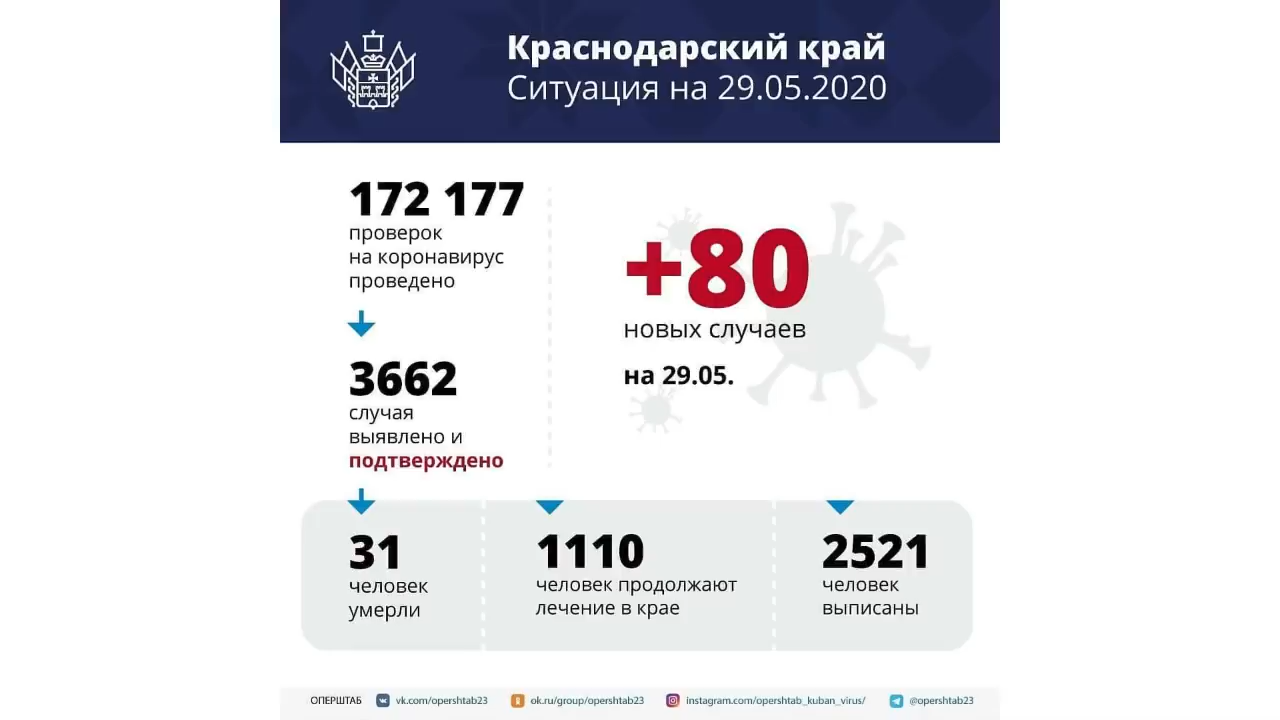 Краснодарский край
Ситуация на 29.05.2020
172 177
проверок
на коронавирус
проведено
3662
случая
выявлено и
подтверждено
+80
новых случаев
на 29.05.
31
человек
умерли
1110
человек продолжают
лечение в крае
2521
человек
выписаны
ОПЕРШТАБ vk.com/opershtab23 ok.ru/group/opershtab23 instagram.com/opershtab_kuban_virus/ @opershtab23